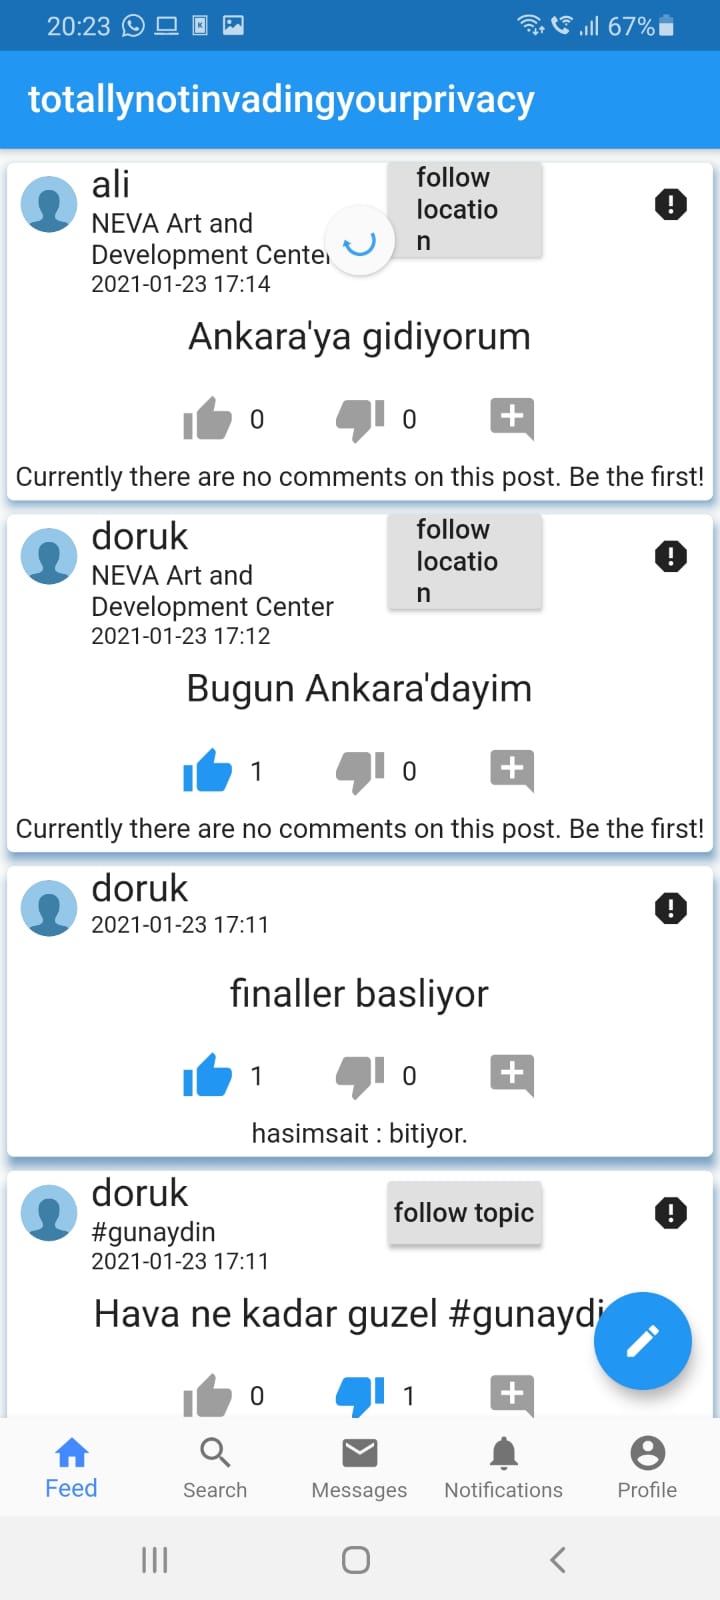 20:23
67%
totallynotinvadingyourprivacy
ali
NEVA Art and
Development Center
2021-01-23 17:14
follow
locatio
n
Ankara'ya gidiyorum
0
0
Currently there are no comments on this post. Be the first!
doruk
NEVA Art and
Development Center
2021-01-23 17:12
follow
locatio
n
Bugun Ankara'dayim
1
0
Currently there are no comments on this post. Be the first!
doruk
2021-01-23 17:11
finaller basliyor
1
0
hasimsait : bitiyor.
doruk
#gunaydin
2021-01-23 17:11
follow topic
Hava ne kadar guzel #gunaydi
0
1
Feed
Search
Messages
Notifications
Profile